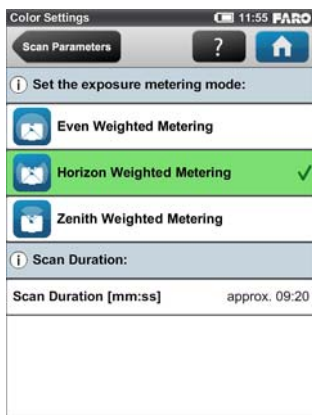 Color Settings 11:55 FARO
Scan Parameters ?
i Set the exposure metering mode:
Even Weighted Metering
Horizon Weighted Metering
Zenith Weighted Metering
i Scan Duration:
Scan Duration [mm:ss] approx. 09:20